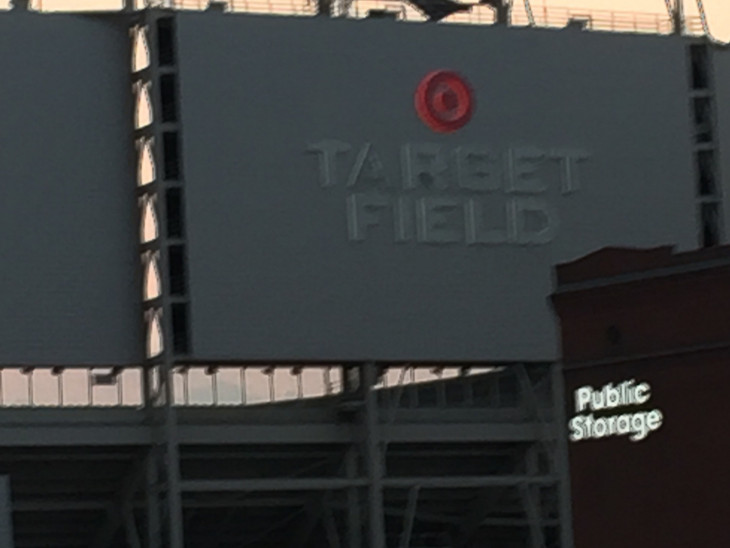 TARGET
FIELD
Public
Storage